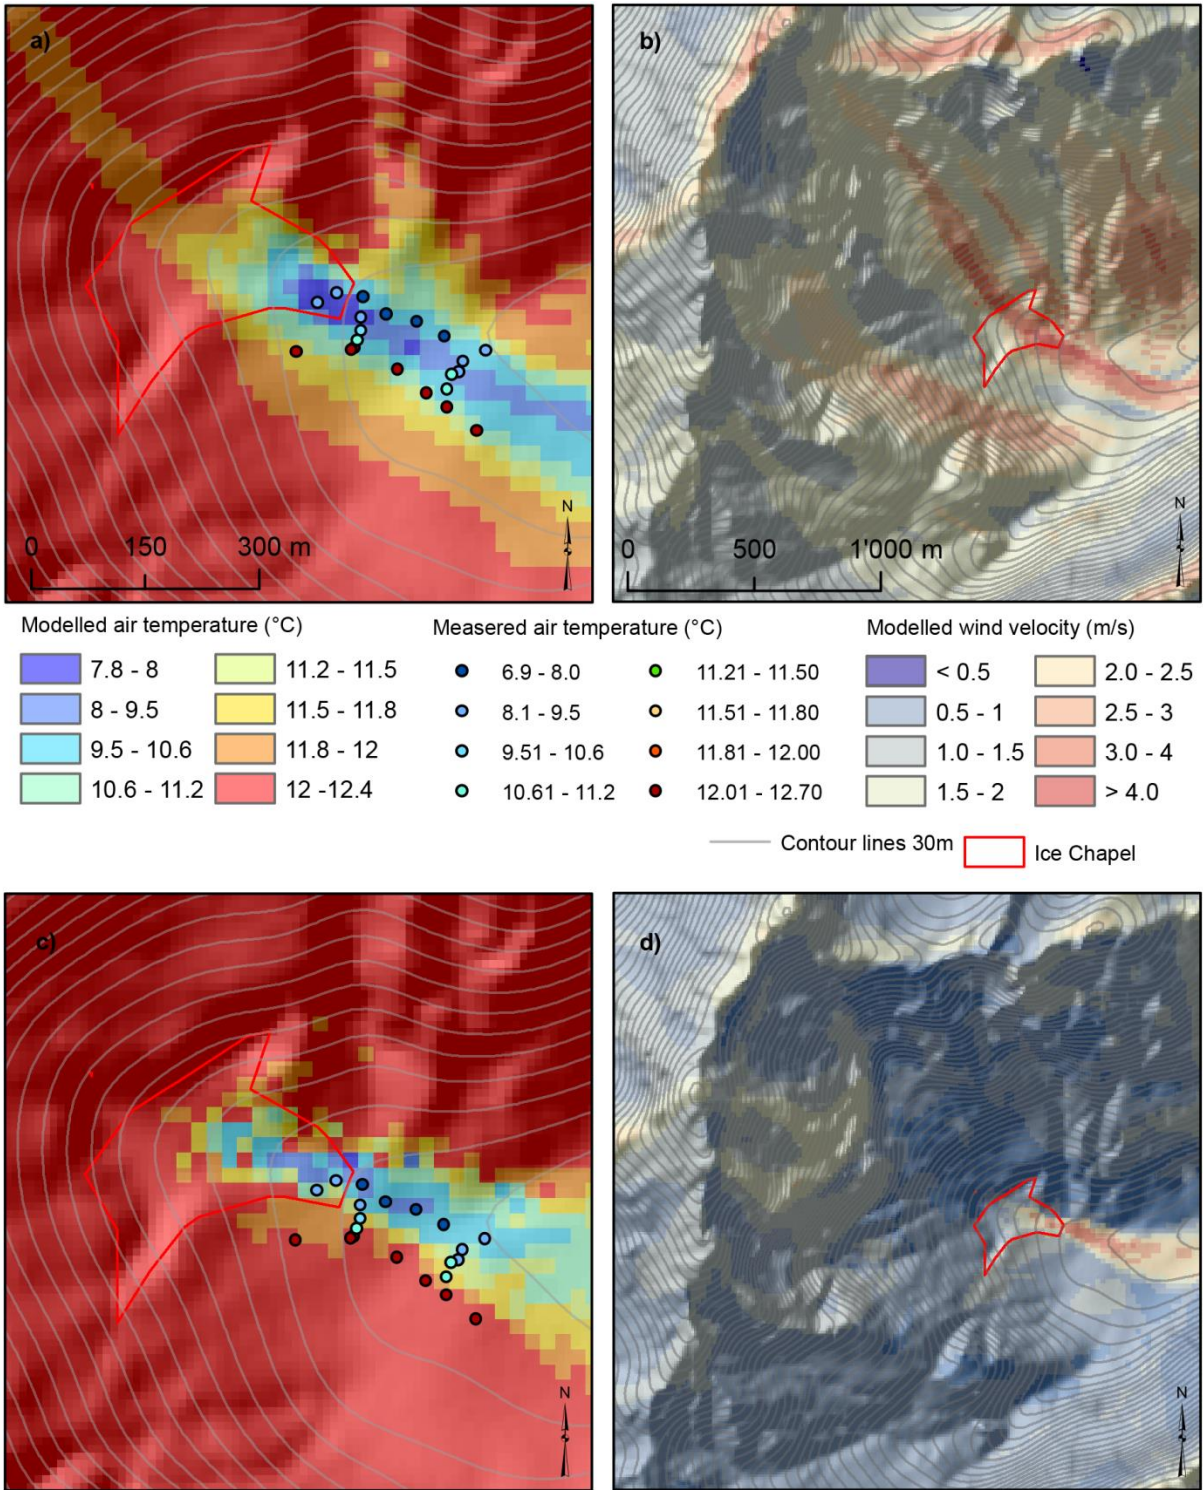 a)
b)
N
0 150 300 m
N
0 500 1'000 m
Modelled air temperature (°C)
7.8 - 8
8 - 9.5
9.5 - 10.6
10.6 - 11.2
11.2 - 11.5
11.5 - 11.8
11.8 - 12
12 -12.4
Measered air temperature (°C)
6.9 - 8.0
8.1 - 9.5
9.51 - 10.6
10.61 - 11.2
11.21 - 11.50
11.51 - 11.80
11.81 - 12.00
12.01 - 12.70
Modelled wind velocity (m/s)
< 0.5
0.5 - 1
1.0 - 1.5
1.5 - 2
2.0 - 2.5
2.5 - 3
3.0 - 4
> 4.0
Contour lines 30m
Ice Chapel
c)
d)
N
N